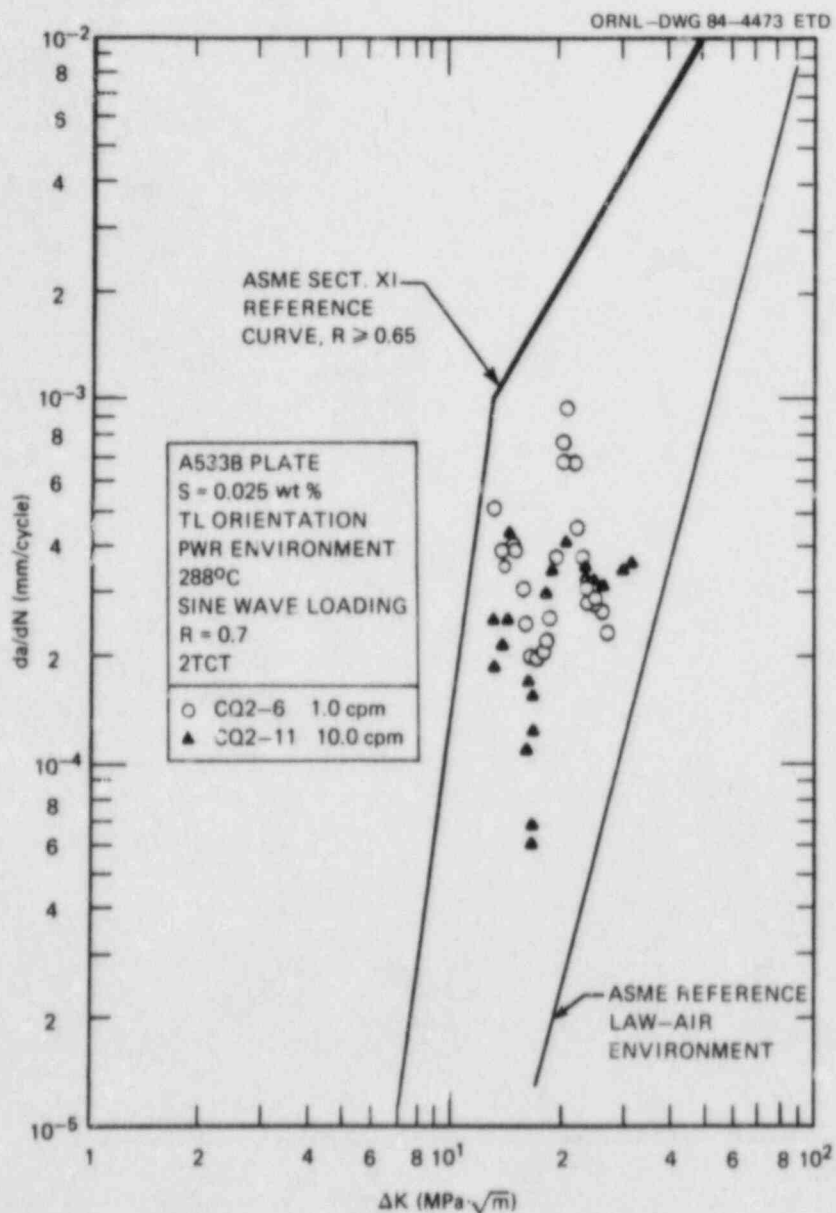 ORNL-DWG 84-4473 ETD
10⁻²
8
6
4
2
10⁻³
8
6
4
2
10⁻⁴
8
6
4
2
10⁻⁵
da/dN (mm/cycle)
ASME SECT. XI
REFERENCE
CURVE, R ⩾ 0.65
A533B PLATE
S = 0.025 wt %
TL ORIENTATION
PWR ENVIRONMENT
288°C
SINE WAVE LOADING
R = 0.7
2TCT
○ CQ2-6 1.0 cpm
▲ CQ2-11 10.0 cpm
ASME REFERENCE
LAW-AIR
ENVIRONMENT
1 2 4 6 8 10¹ 2 4 6 8 10²
ΔK (MPa·√m)